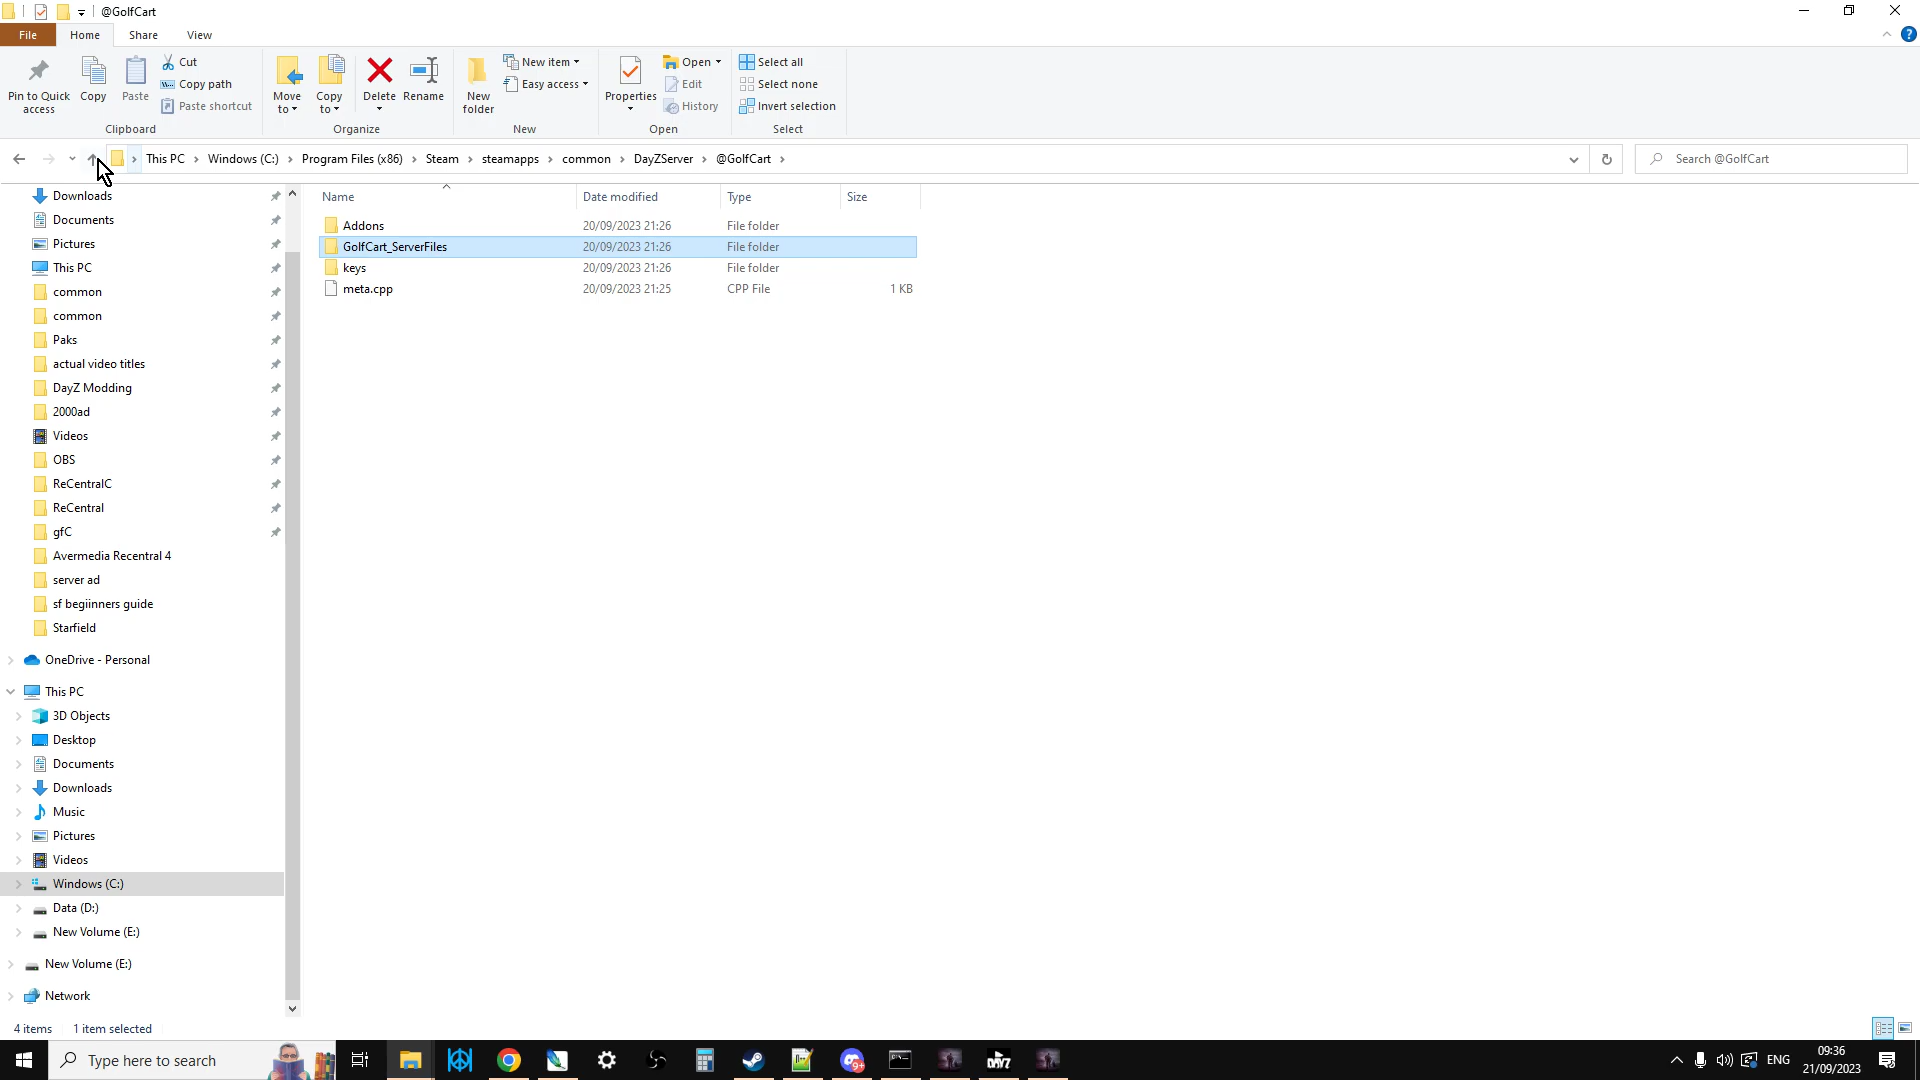 @GolfCart
File Home Share View
Pin to Quick access
Copy
Paste
Cut
Copy path
Paste shortcut
Clipboard
Move to
Copy to
Delete
Rename
Organize
New folder
New item
Easy access
New
Properties
Open
Edit
History
Open
Select all
Select none
Invert selection
Select
This PC Windows (C:) Program Files (x86) Steam steamapps common DayZServer @GolfCart
Search @GolfCart
Downloads
Documents
Pictures
This PC
common
common
Paks
actual video titles
DayZ Modding
2000ad
Videos
OBS
ReCentralC
ReCentral
gfC
Avermedia Recentral 4
server ad
sf begiinners guide
Starfield
OneDrive - Personal
This PC
3D Objects
Desktop
Documents
Downloads
Music
Pictures
Videos
Windows (C:)
Data (D:)
New Volume (E:)
New Volume (E:)
Network
Name Date modified Type Size
Addons 20/09/2023 21:26 File folder
GolfCart_ServerFiles 20/09/2023 21:26 File folder
keys 20/09/2023 21:26 File folder
meta.cpp 20/09/2023 21:25 CPP File 1 KB
4 items 1 item selected
Type here to search
9+
DAYZ
ENG
09:36
21/09/2023